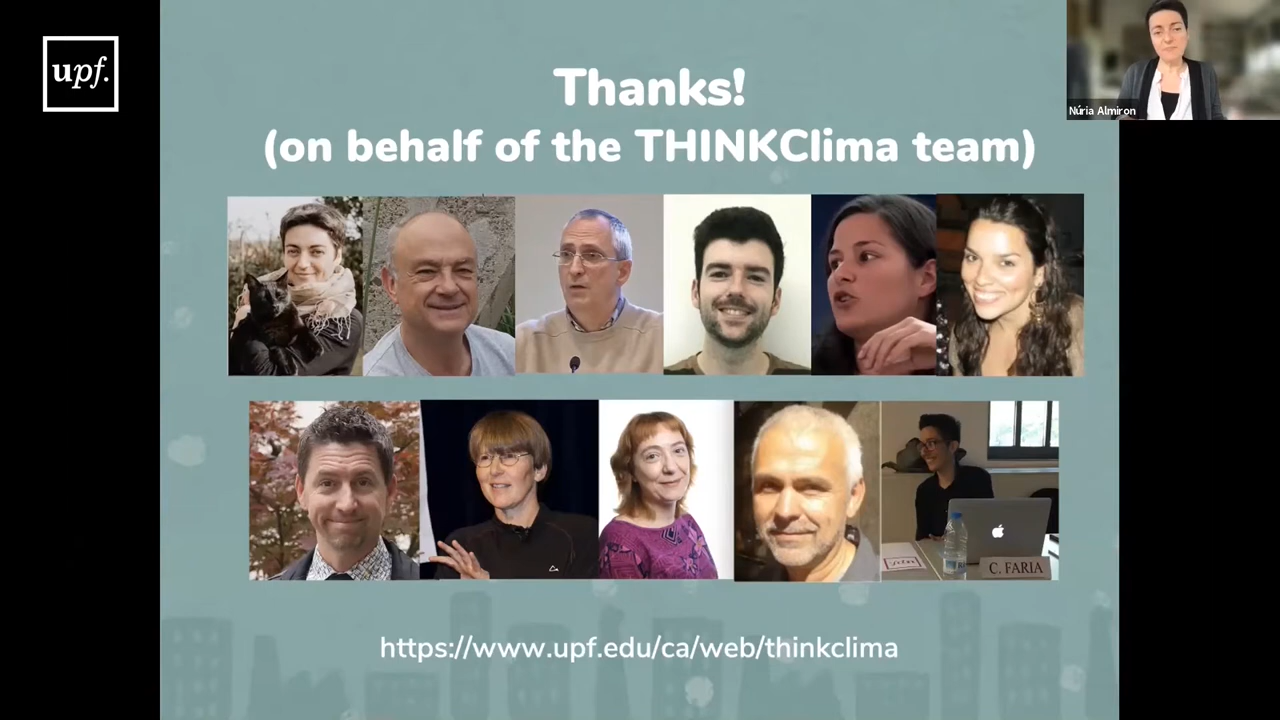 upf.
Thanks!
(on behalf of the THINKClima team)
Núria Almiron
C. FARIA
https://www.upf.edu/ca/web/thinkclima